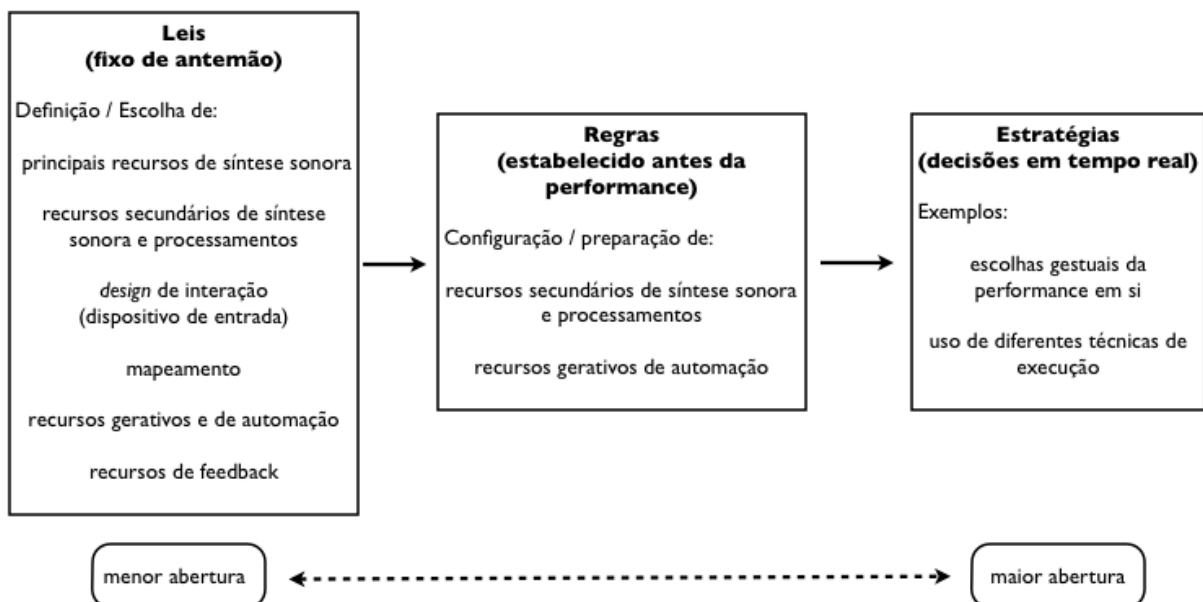 Leis
(fixo de antemão)
Definição / Escolha de:
principais recursos de síntese sonora
recursos secundários de síntese
sonora e processamentos
design de interação
(dispositivo de entrada)
mapeamento
recursos gerativos e de automação
recursos de feedback
Regras
(estabelecido antes da
performance)
Configuração / preparação de:
recursos secundários de síntese sonora
e processamentos
recursos gerativos de automação
Estratégias
(decisões em tempo real)
Exemplos:
escolhas gestuais da
performance em si
uso de diferentes técnicas de
execução
menor abertura
maior abertura